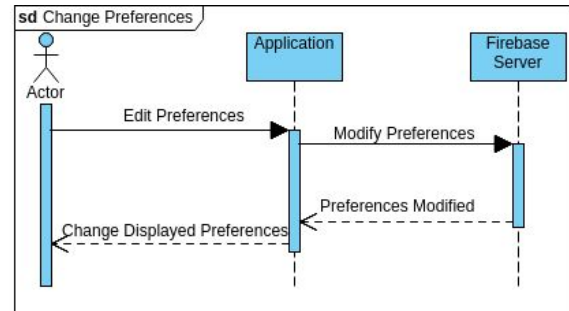 sd Change Preferences
Application
Firebase
Server
Actor
Edit Preferences
Modify Preferences
Preferences Modified
Change Displayed Preferences